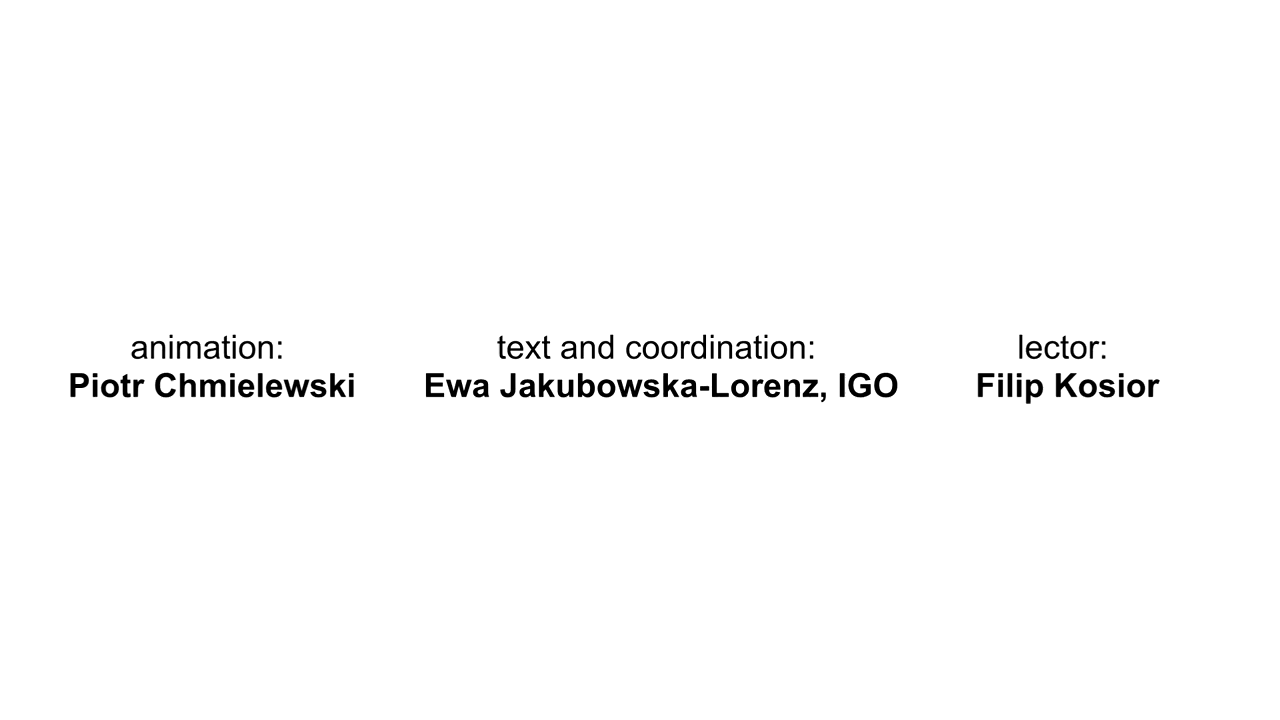 animation:
Piotr Chmielewski
text and coordination:
Ewa Jakubowska-Lorenz, IGO
lector:
Filip Kosior